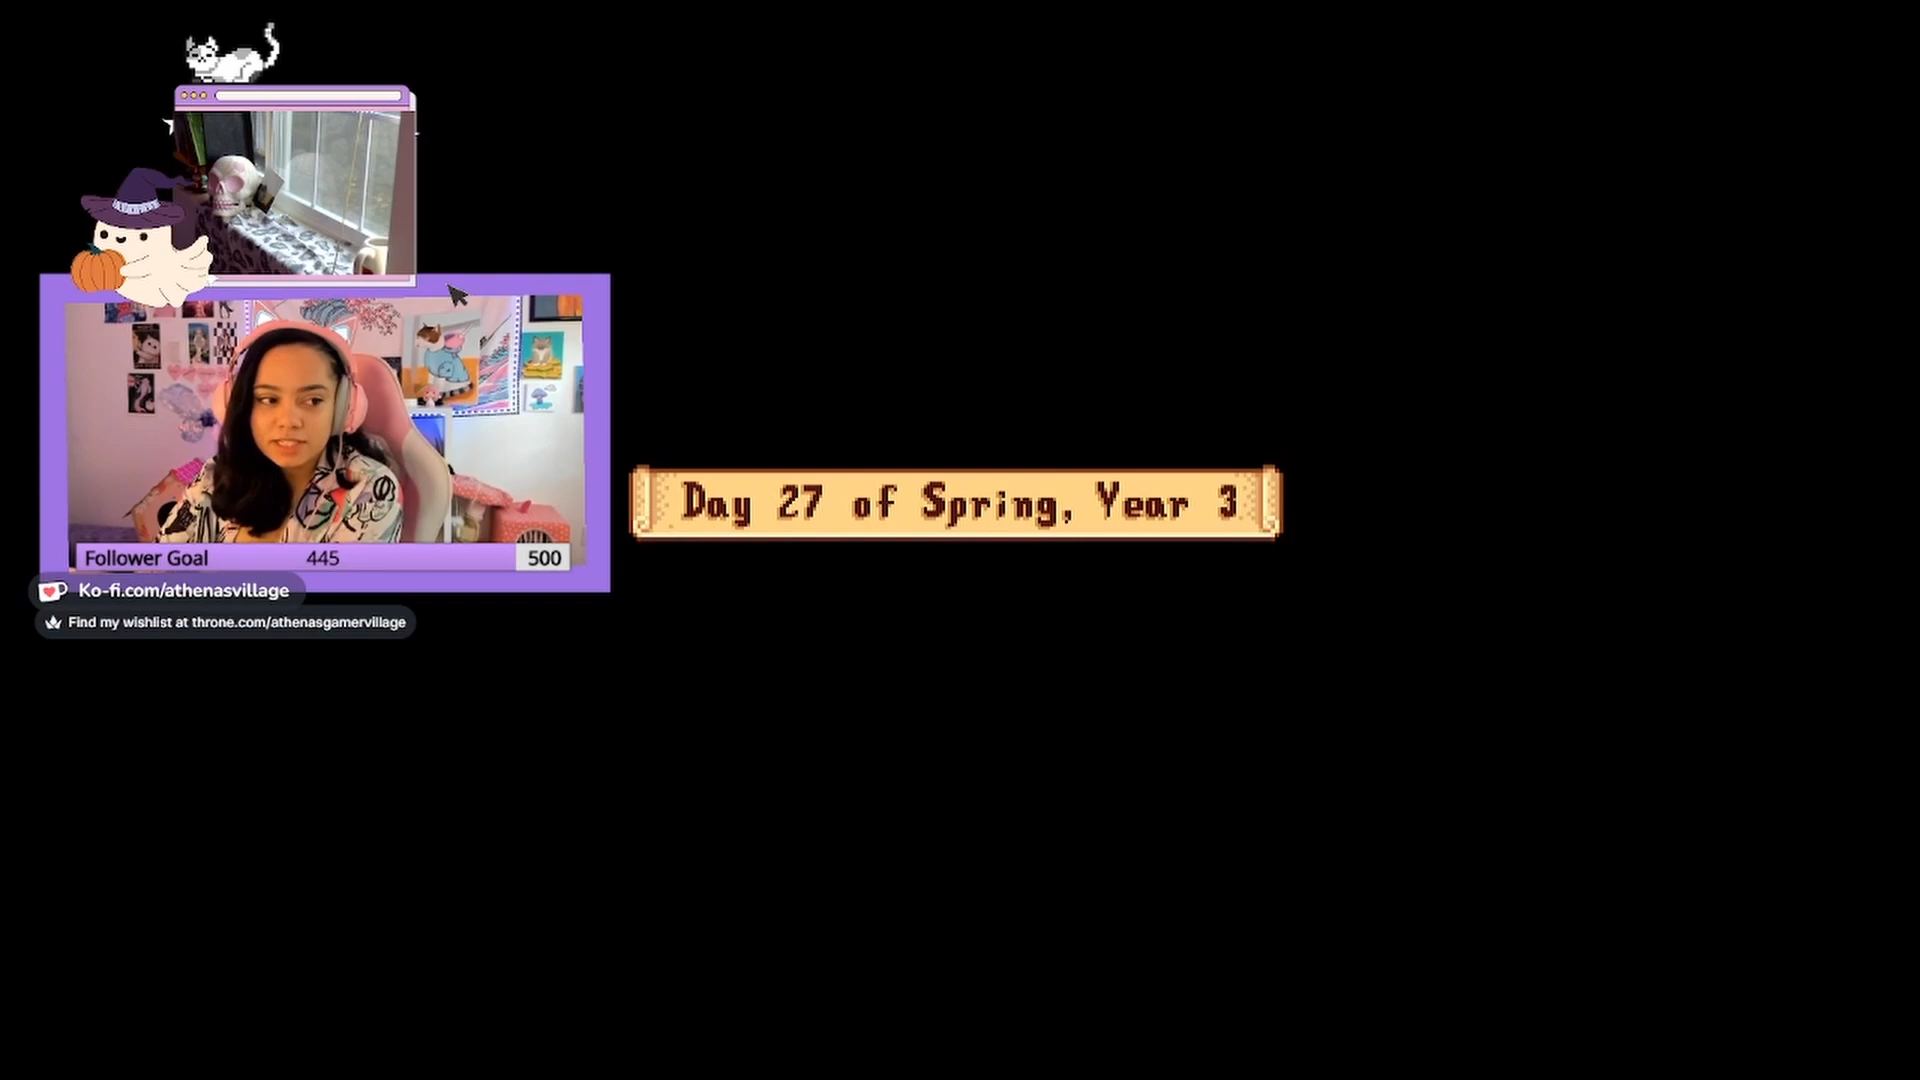 Day 27 of Spring, Year 3
Follower Goal 445 500
Ko-fi.com/athenasvillage
Find my wishlist at throne.com/athenasgamervillage